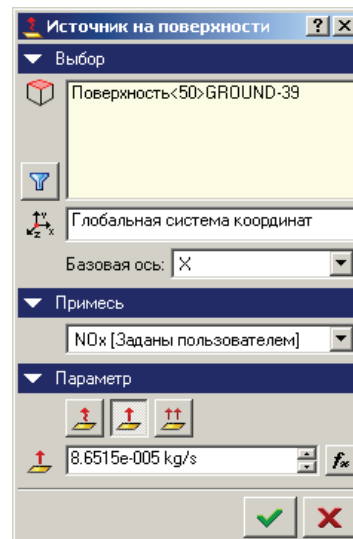 Источник на поверхности
Выбор
Поверхность<50>GROUND-39
Глобальная система координат
Базовая ось: X
Примесь
NOx [Заданы пользователем]
Параметр
8.6515e-005 kg/s